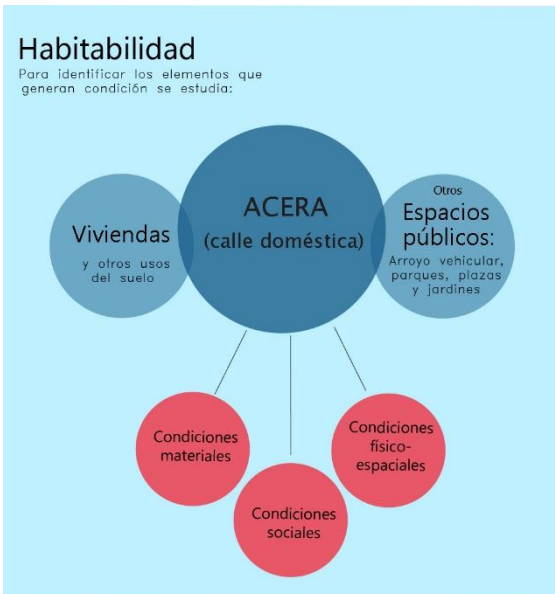 Habitabilidad
Para identificar los elementos que
generan condición se estudia:
ACERA
(calle doméstica)
Viviendas
y otros usos
del suelo
Otros
Espacios
públicos:
Arroyo vehicular,
parques, plazas
y jardines
Condiciones
materiales
Condiciones
sociales
Condiciones
físico-
espaciales